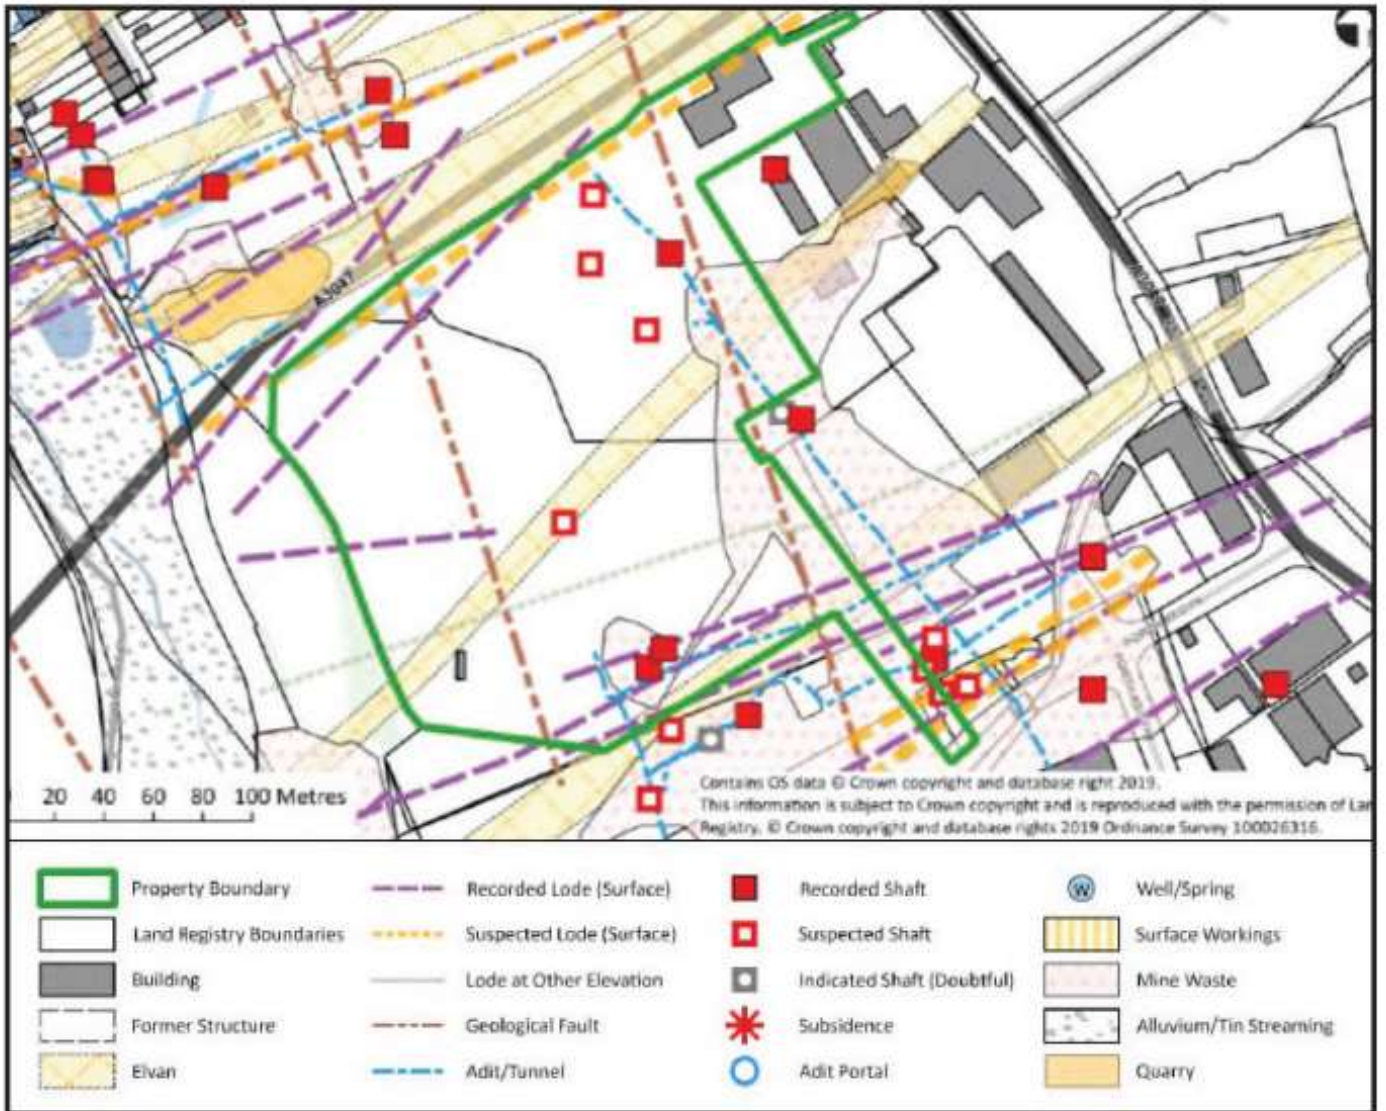 A3047
20 40 60 80 100 Metres
Contains OS data © Crown copyright and database right 2019.
This information is subject to Crown copyright and is reproduced with the permission of Lan
Registry. © Crown copyright and database rights 2019 Ordnance Survey 100026316.
Property Boundary
Recorded Lode (Surface)
Recorded Shaft
W Well/Spring
Land Registry Boundaries
Suspected Lode (Surface)
Suspected Shaft
Surface Workings
Building
Lode at Other Elevation
Indicated Shaft (Doubtful)
Mine Waste
Former Structure
Geological Fault
Subsidence
Alluvium/Tin Streaming
Elvan
Adit/Tunnel
Adit Portal
Quarry